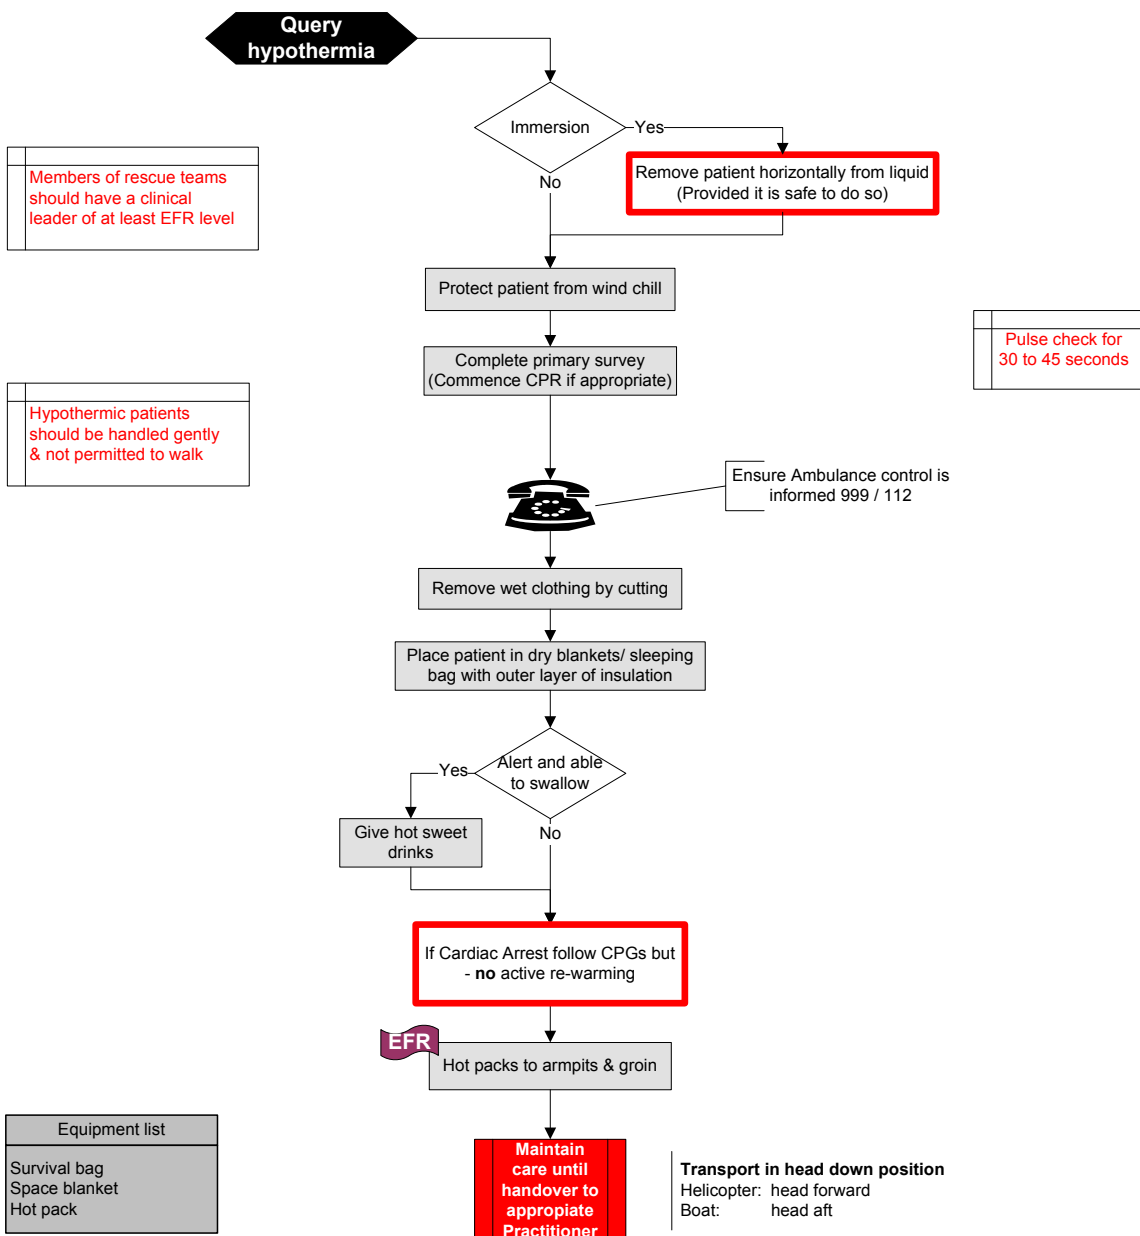 Query
hypothermia
Immersion
Yes
No
Remove patient horizontally from liquid
(Provided it is safe to do so)
Members of rescue teams
should have a clinical
leader of at least EFR level
Protect patient from wind chill
Pulse check for
30 to 45 seconds
Complete primary survey
(Commence CPR if appropriate)
Hypothermic patients
should be handled gently
& not permitted to walk
Ensure Ambulance control is
informed 999 / 112
Remove wet clothing by cutting
Place patient in dry blankets/ sleeping
bag with outer layer of insulation
Alert and able
to swallow
Yes
No
Give hot sweet
drinks
If Cardiac Arrest follow CPGs but
- no active re-warming
EFR
Hot packs to armpits & groin
Equipment list
Survival bag
Space blanket
Hot pack
Maintain
care until
handover to
appropiate
Practitioner
Transport in head down position
Helicopter: head forward
Boat: head aft